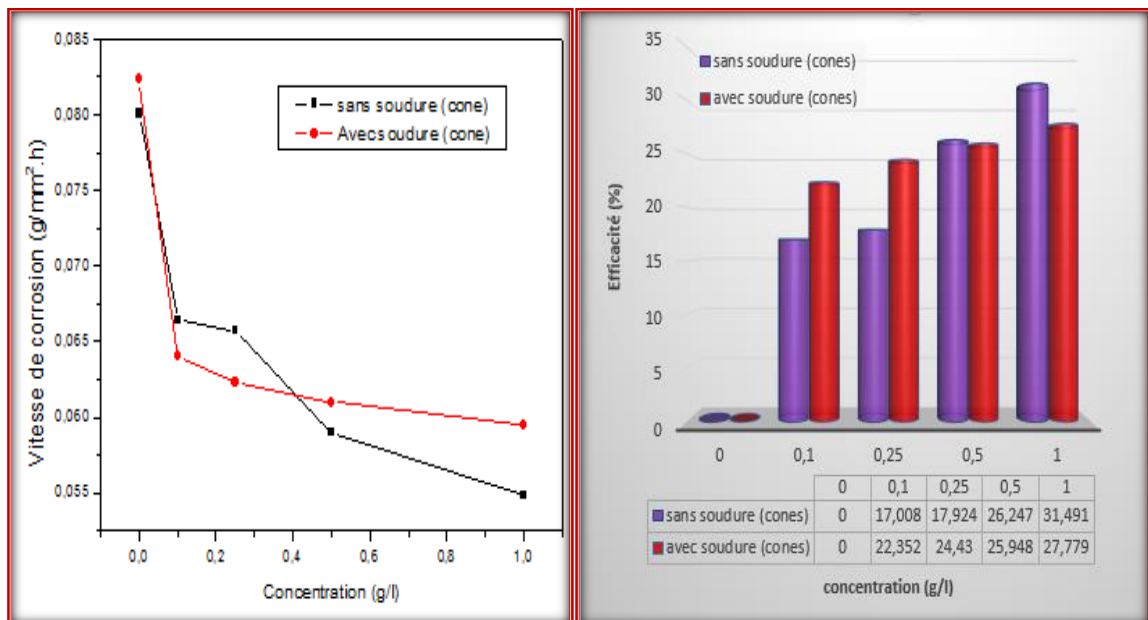 0,085
0,080
0,075
0,070
0,065
0,060
0,055
Vitesse de corrosion (g/mm².h)
sans soudure (cone)
Avec soudure (cone)
0,0 0,2 0,4 0,6 0,8 1,0
Concentration (g/l)
35
30
25
20
15
10
5
0
Efficacité (%)
sans soudure (cones)
avec soudure (cones)
0 0,1 0,25 0,5 1
0 0,1 0,25 0,5 1
sans soudure (cones) 0 17,008 17,924 26,247 31,491
avec soudure (cones) 0 22,352 24,43 25,948 27,779
concentration (g/l)